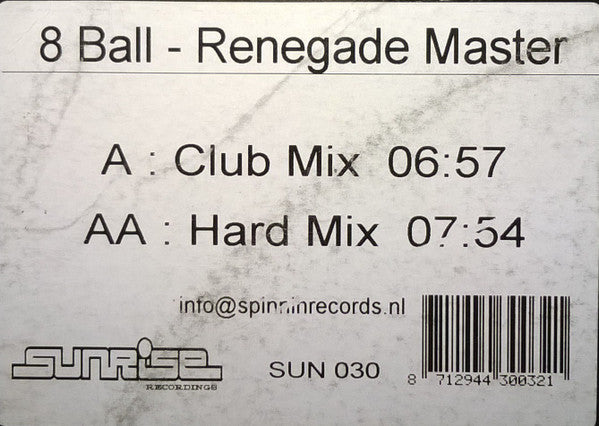 8 Ball - Renegade Master
A : Club Mix 06:57
AA : Hard Mix 07:54
info@spinninrecords.nl
SUNRISE
RECORDINGS
SUN 030
8 712944 300321